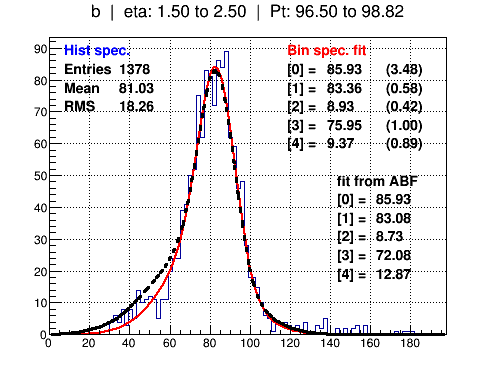 b | eta: 1.50 to 2.50 | Pt: 96.50 to 98.82
Hist spec.
Entries 1378
Mean 81.03
RMS 18.26
Bin spec. fit
[0] = 85.93 (3.48)
[1] = 83.36 (0.58)
[2] = 8.93 (0.42)
[3] = 75.95 (1.00)
[4] = 9.37 (0.89)
fit from ABF
[0] = 85.93
[1] = 83.08
[2] = 8.73
[3] = 72.08
[4] = 12.87
90
80
70
60
50
40
30
20
10
0
0 20 40 60 80 100 120 140 160 180